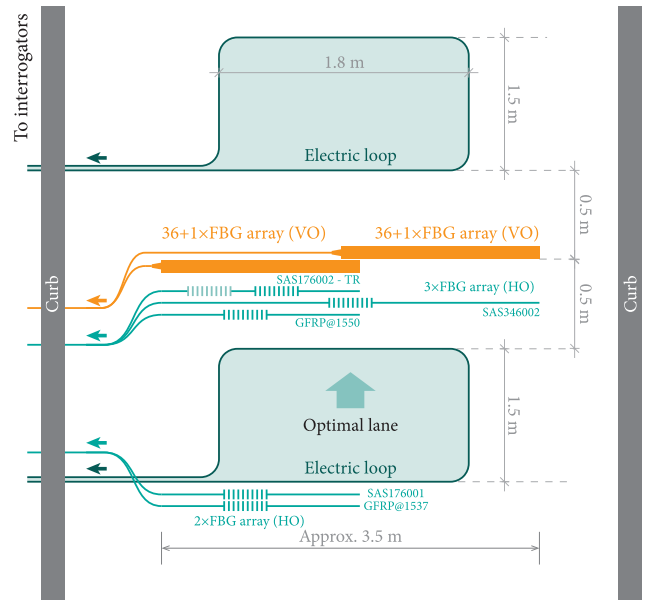 To interrogators
1.8 m
1.5 m
Electric loop
0.5 m
36+1×FBG array (VO)
36+1×FBG array (VO)
SAS176002 - TR
3×FBG array (HO)
Curb
Curb
SAS346002
GFRP@1550
0.5 m
Optimal lane
1.5 m
Electric loop
SAS176001
GFRP@1537
2×FBG array (HO)
Approx. 3.5 m